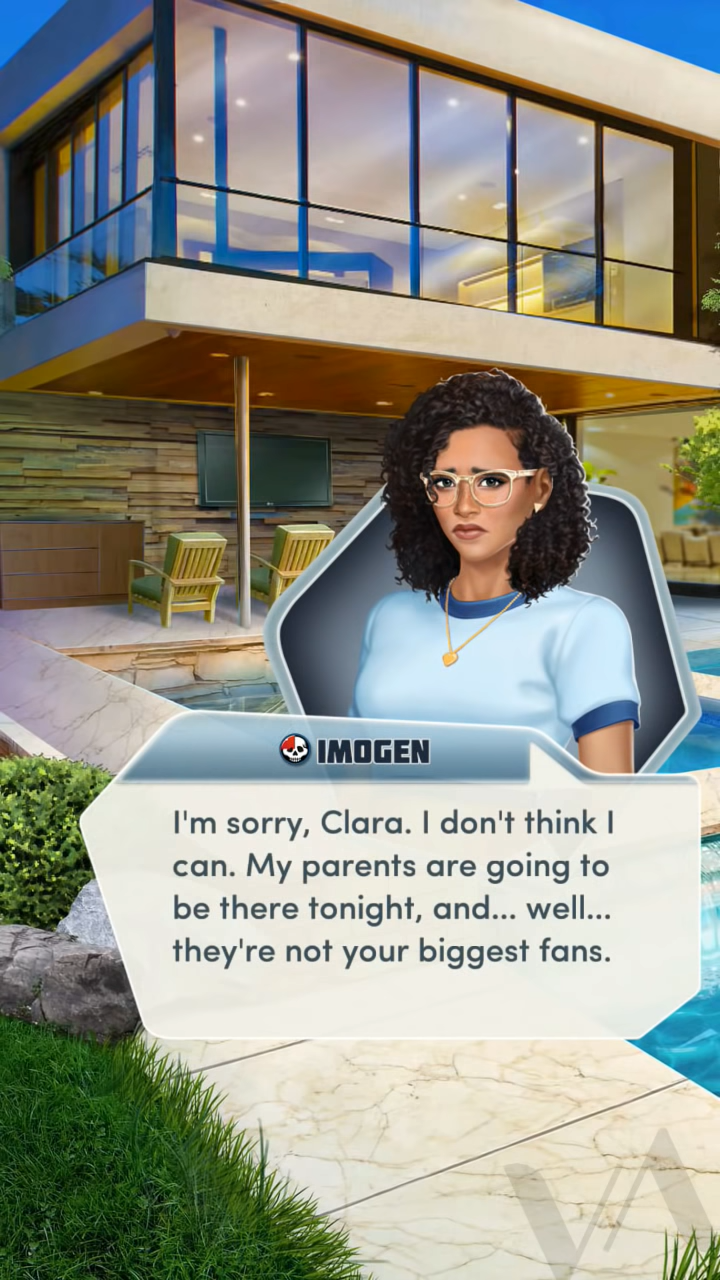 IMOGEN
I'm sorry, Clara. I don't think I
can. My parents are going to
be there tonight, and... well...
they're not your biggest fans.
VA